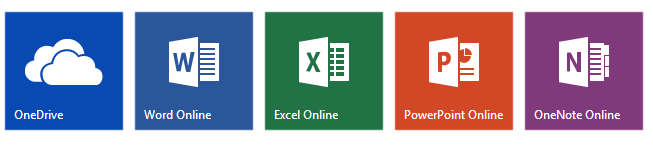 W
X
P
N
OneDrive
Word Online
Excel Online
PowerPoint Online
OneNote Online